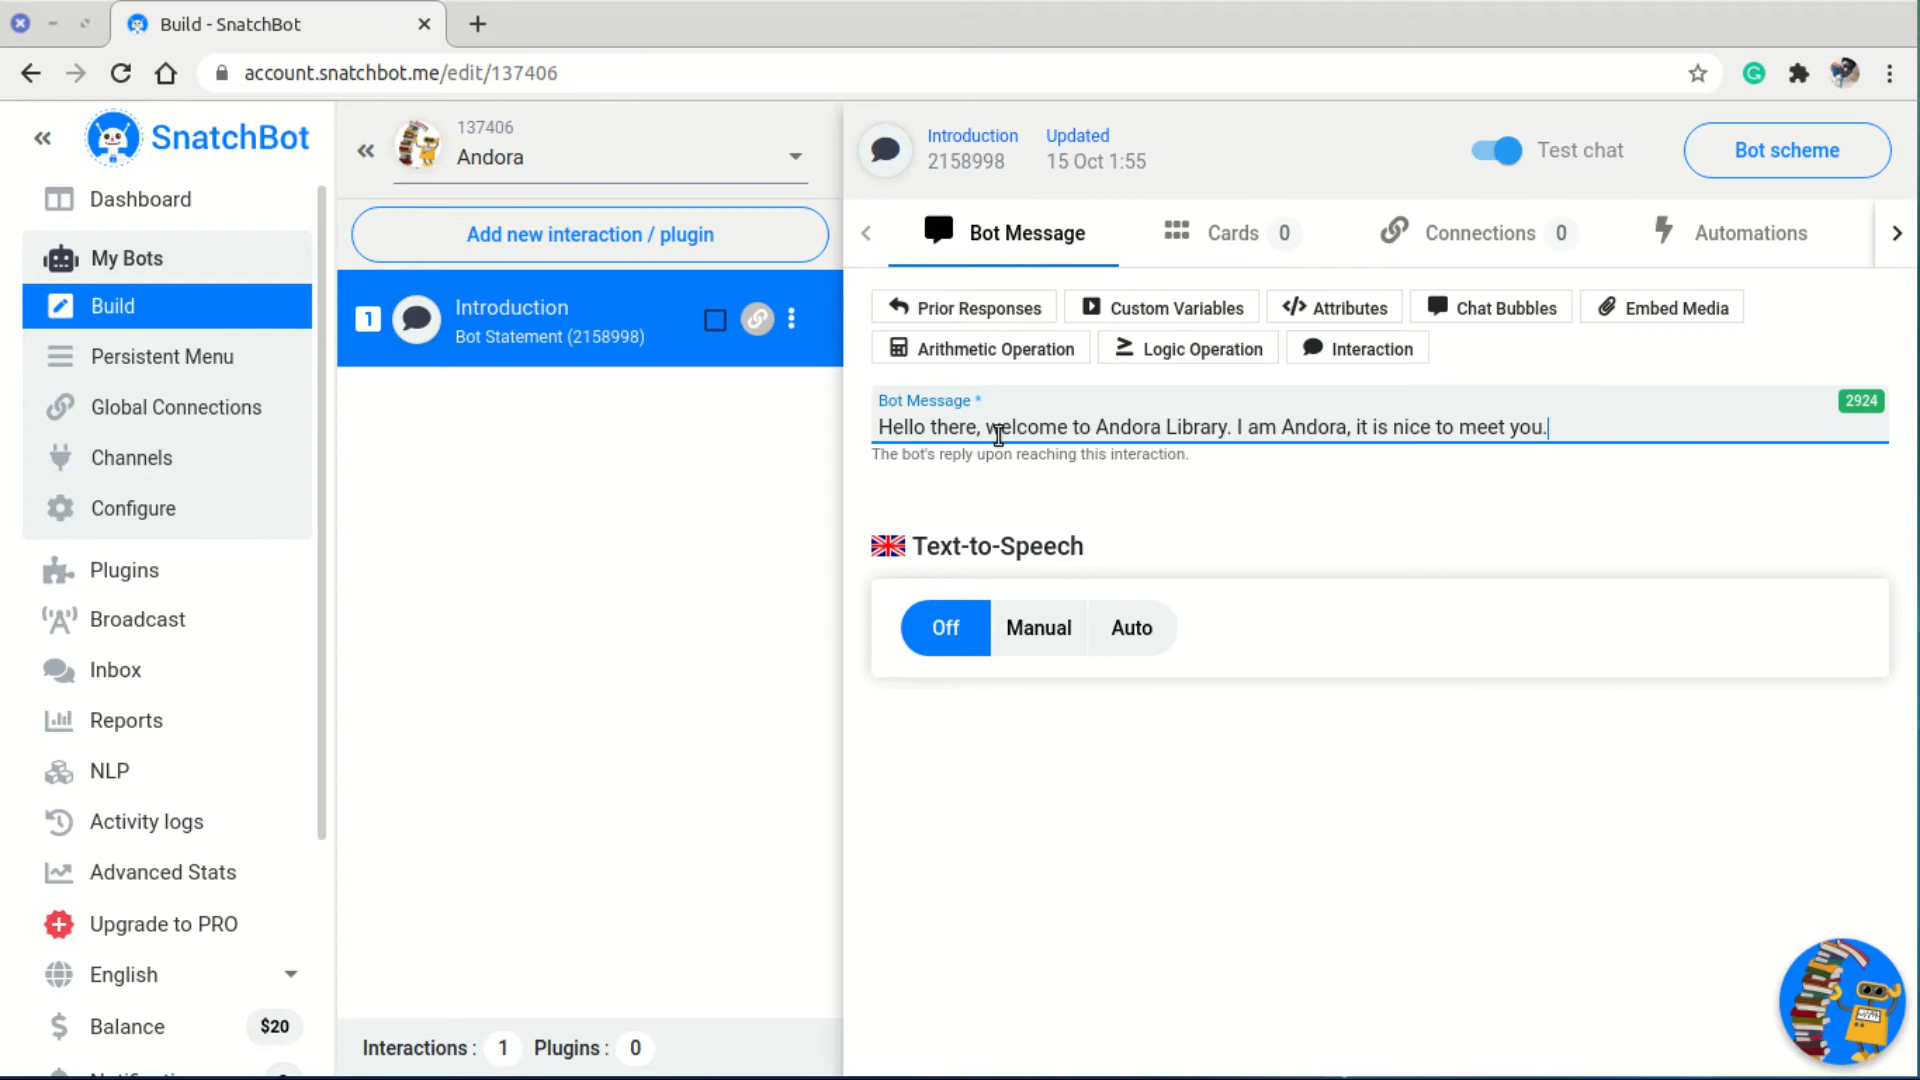 Build - SnatchBot
account.snatchbot.me/edit/137406
SnatchBot
Dashboard
My Bots
Build
Persistent Menu
Global Connections
Channels
Configure
Plugins
Broadcast
Inbox
Reports
NLP
Activity logs
Advanced Stats
Upgrade to PRO
English
Balance $20
137406
Andora
Add new interaction / plugin
1
Introduction
Bot Statement (2158998)
Interactions : 1 Plugins : 0
Introduction
2158998
Updated
15 Oct 1:55
Test chat
Bot scheme
Bot Message
Cards 0
Connections 0
Automations
Prior Responses
Custom Variables
Attributes
Chat Bubbles
Embed Media
Arithmetic Operation
Logic Operation
Interaction
Bot Message *
2924
Hello there, welcome to Andora Library. I am Andora, it is nice to meet you.
The bot's reply upon reaching this interaction.
Text-to-Speech
Off Manual Auto